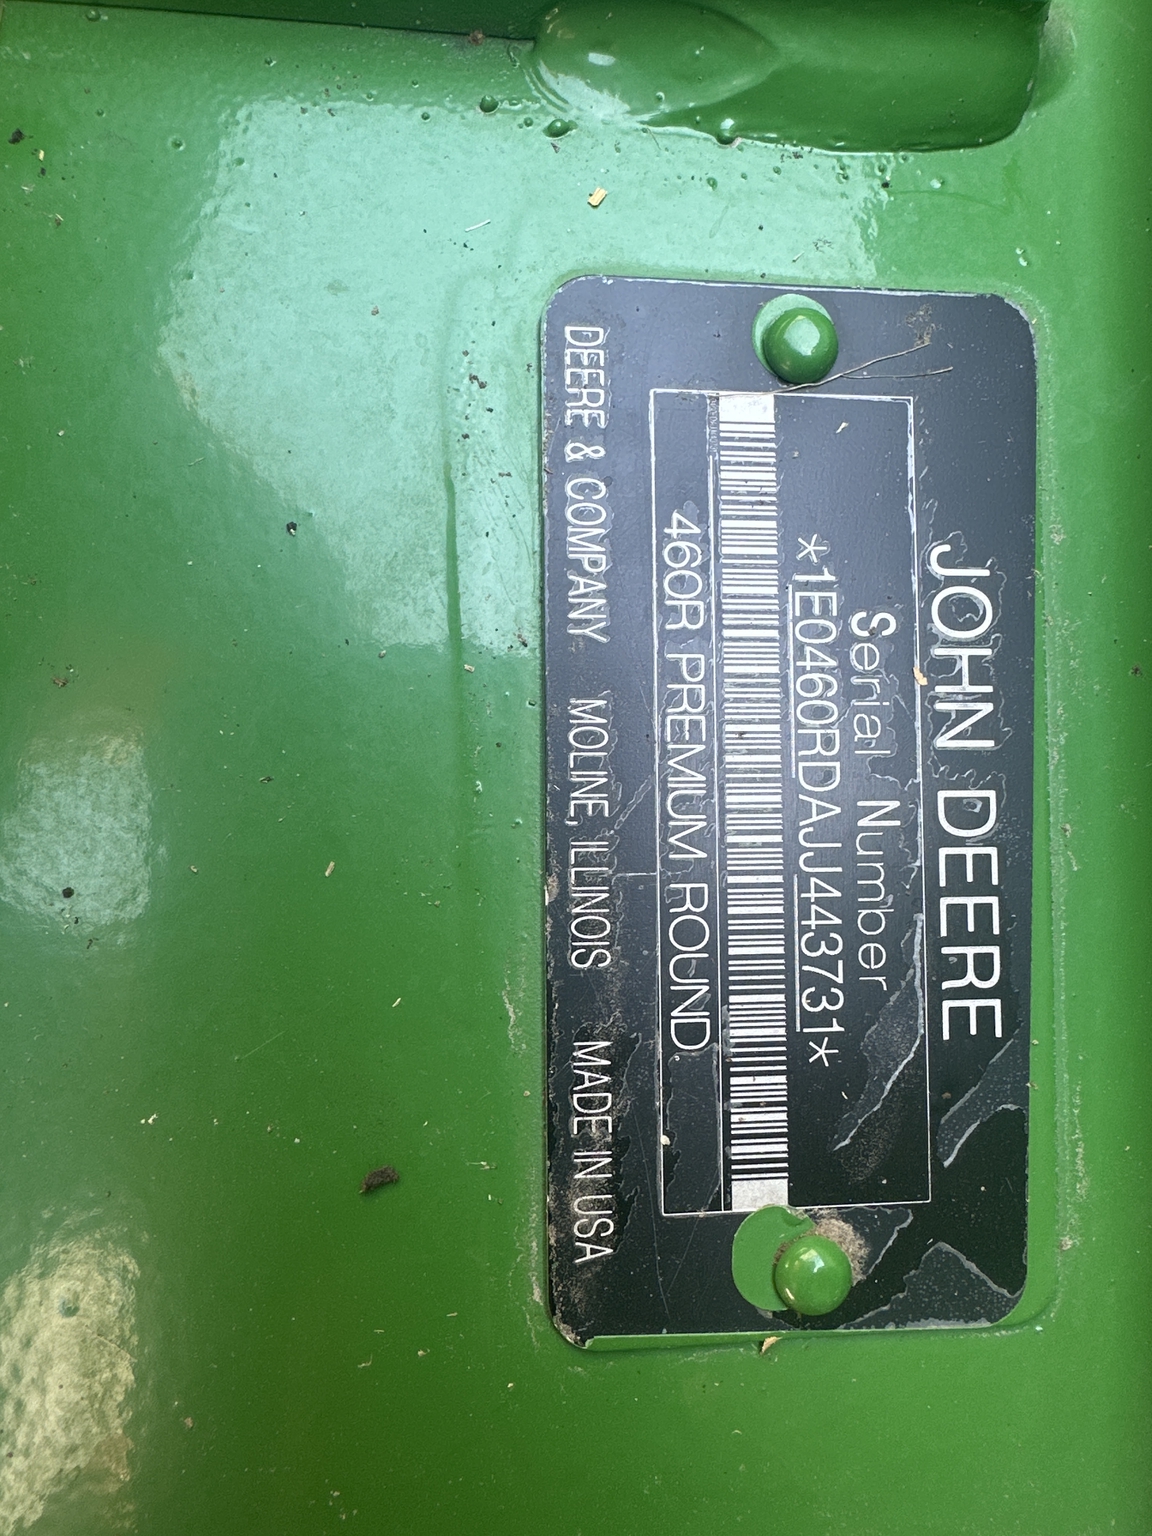 JOHN DEERE
Serial Number
*1E0460RDAJJ443731*
460R PREMIUM ROUND
DEERE & COMPANY MOLINE, ILLINOIS MADE IN USA